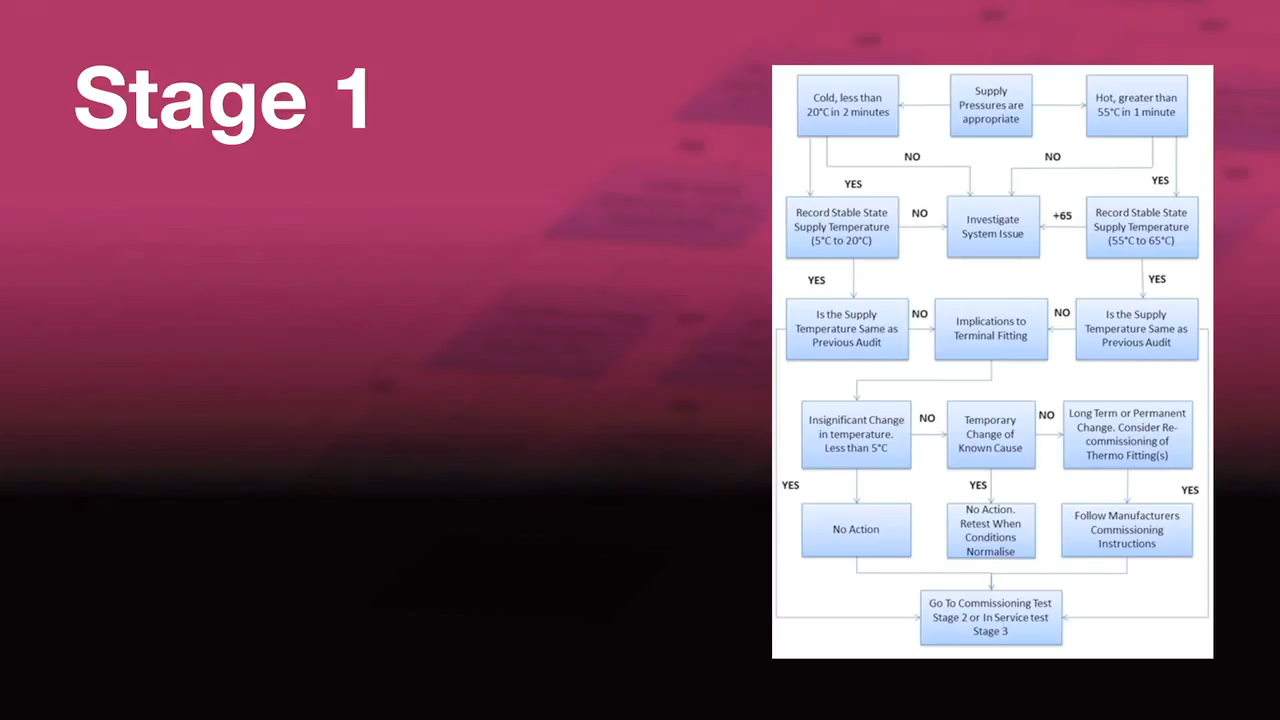 Stage 1
Cold, less than
20°C in 2 minutes
Supply
Pressures are
appropriate
Hot, greater than
55°C in 1 minute
NO
NO
YES
YES
Record Stable State
Supply Temperature
(5°C to 20°C)
NO
Investigate
System Issue
+65
Record Stable State
Supply Temperature
(55°C to 65°C)
YES
YES
Is the Supply
Temperature Same as
Previous Audit
NO
Implications to
Terminal Fitting
NO
Is the Supply
Temperature Same as
Previous Audit
Insignificant Change
in temperature.
Less than 5°C
NO
Temporary
Change of
Known Cause
NO
Long Term or Permanent
Change. Consider Re-
commissioning of
Thermo Fitting(s)
YES
YES
YES
No Action
No Action.
Retest When
Conditions
Normalise
Follow Manufacturers
Commissioning
Instructions
Go To Commissioning Test
Stage 2 or In Service test
Stage 3